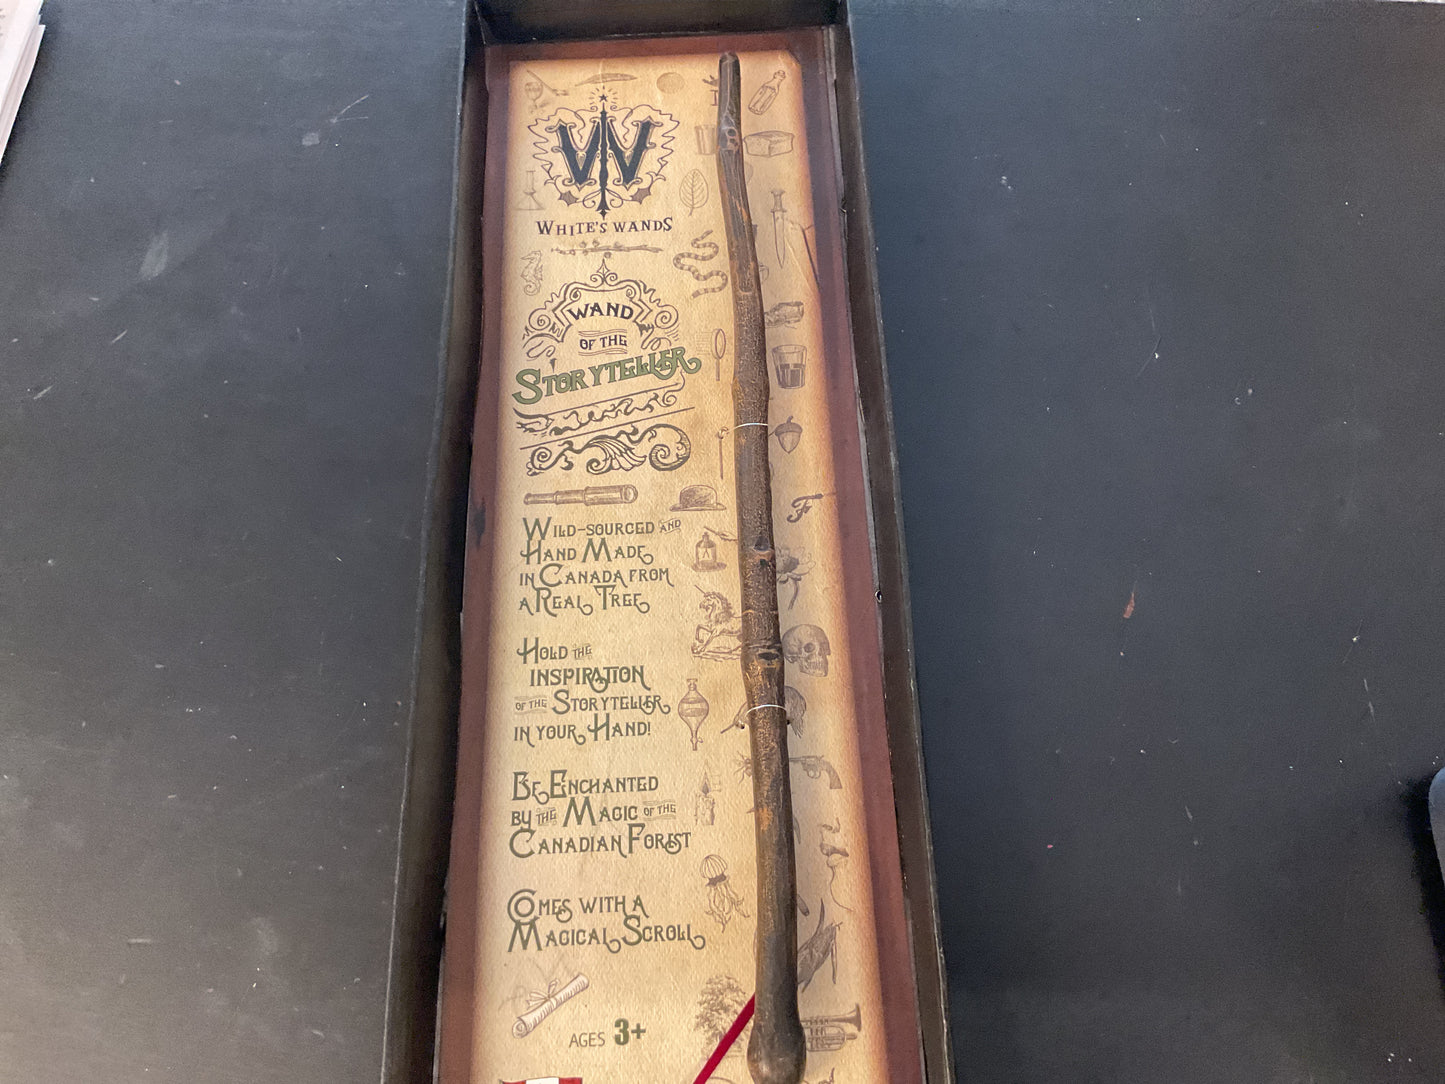 W W
WHITE'S WANDS
WAND
OF THE
STORYTELLER
WILD-SOURCED AND
HAND MADE
IN CANADA FROM
A REAL TREE
HOLD THE
INSPIRATION
OF THE STORYTELLER
IN YOUR HAND!
BE ENCHANTED
BY THE MAGIC OF THE
CANADIAN FOREST
COMES WITH A
MAGICAL SCROLL
AGES 3+
F